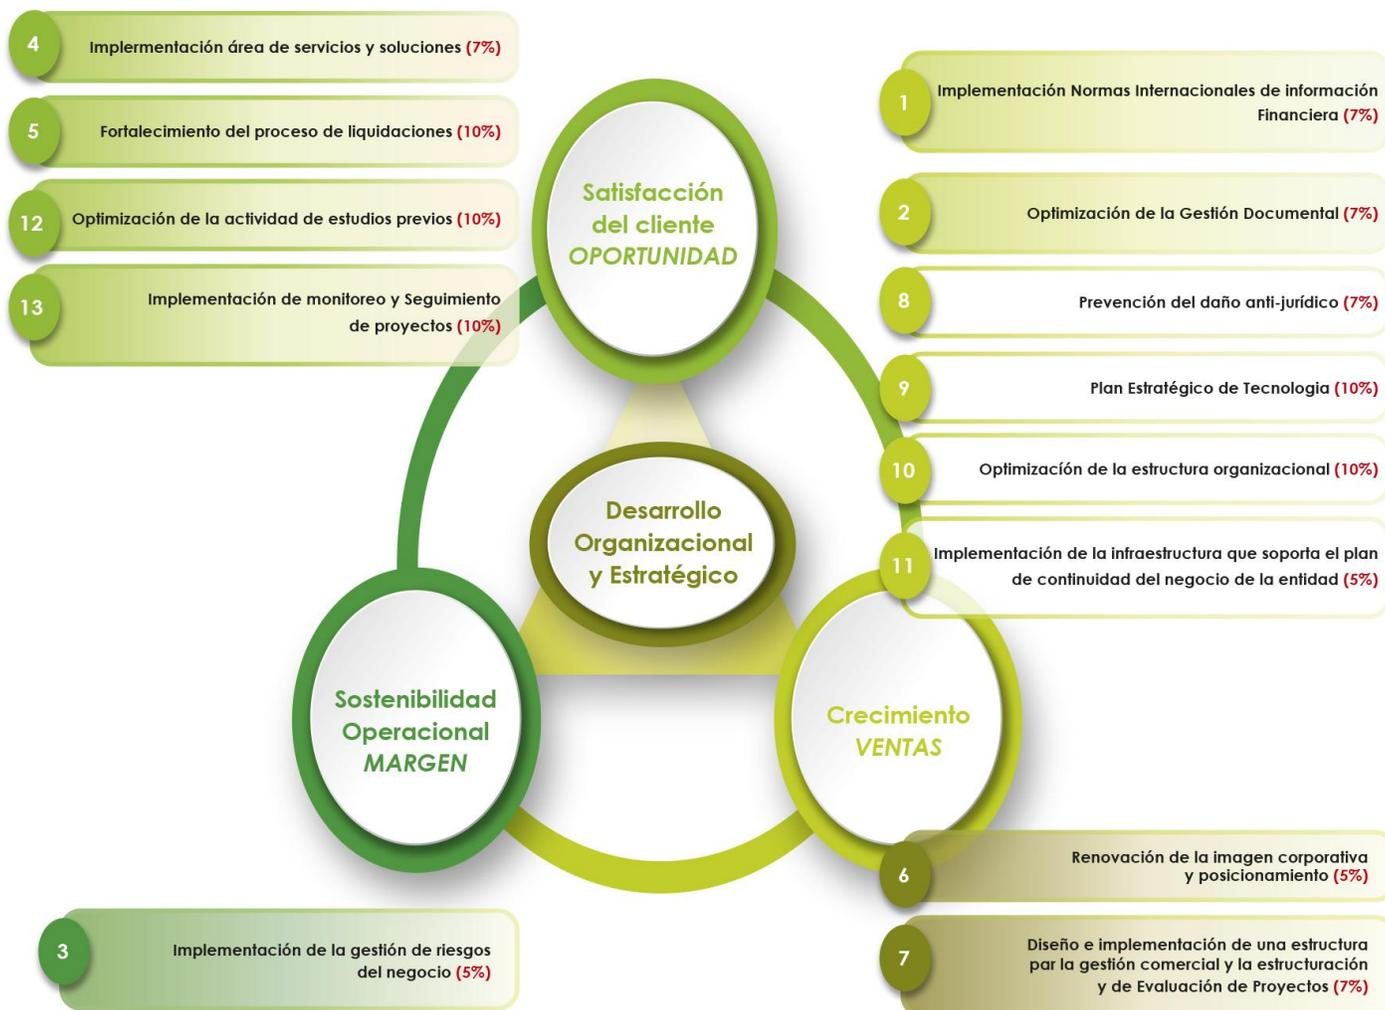 4
Implermentación área de servicios y soluciones (7%)
5
Fortalecimiento del proceso de liquidaciones (10%)
12
Optimización de la actividad de estudios previos (10%)
13
Implementación de monitoreo y Seguimiento
de proyectos (10%)
Satisfacción
del cliente
OPORTUNIDAD
1
Implementación Normas Internacionales de información
Financiera (7%)
2
Optimización de la Gestión Documental (7%)
8
Prevención del daño anti-jurídico (7%)
9
Plan Estratégico de Tecnologia (10%)
10
Optimizacíón de la estructura organizacional (10%)
11
Implementación de la infraestructura que soporta el plan
de continuidad del negocio de la entidad (5%)
Desarrollo
Organizacional
y Estratégico
Sostenibilidad
Operacional
MARGEN
Crecimiento
VENTAS
3
Implementación de la gestión de riesgos
del negocio (5%)
6
Renovación de la imagen corporativa
y posicionamiento (5%)
7
Diseño e implementación de una estructura
par la gestión comercial y la estructuración
y de Evaluación de Proyectos (7%)